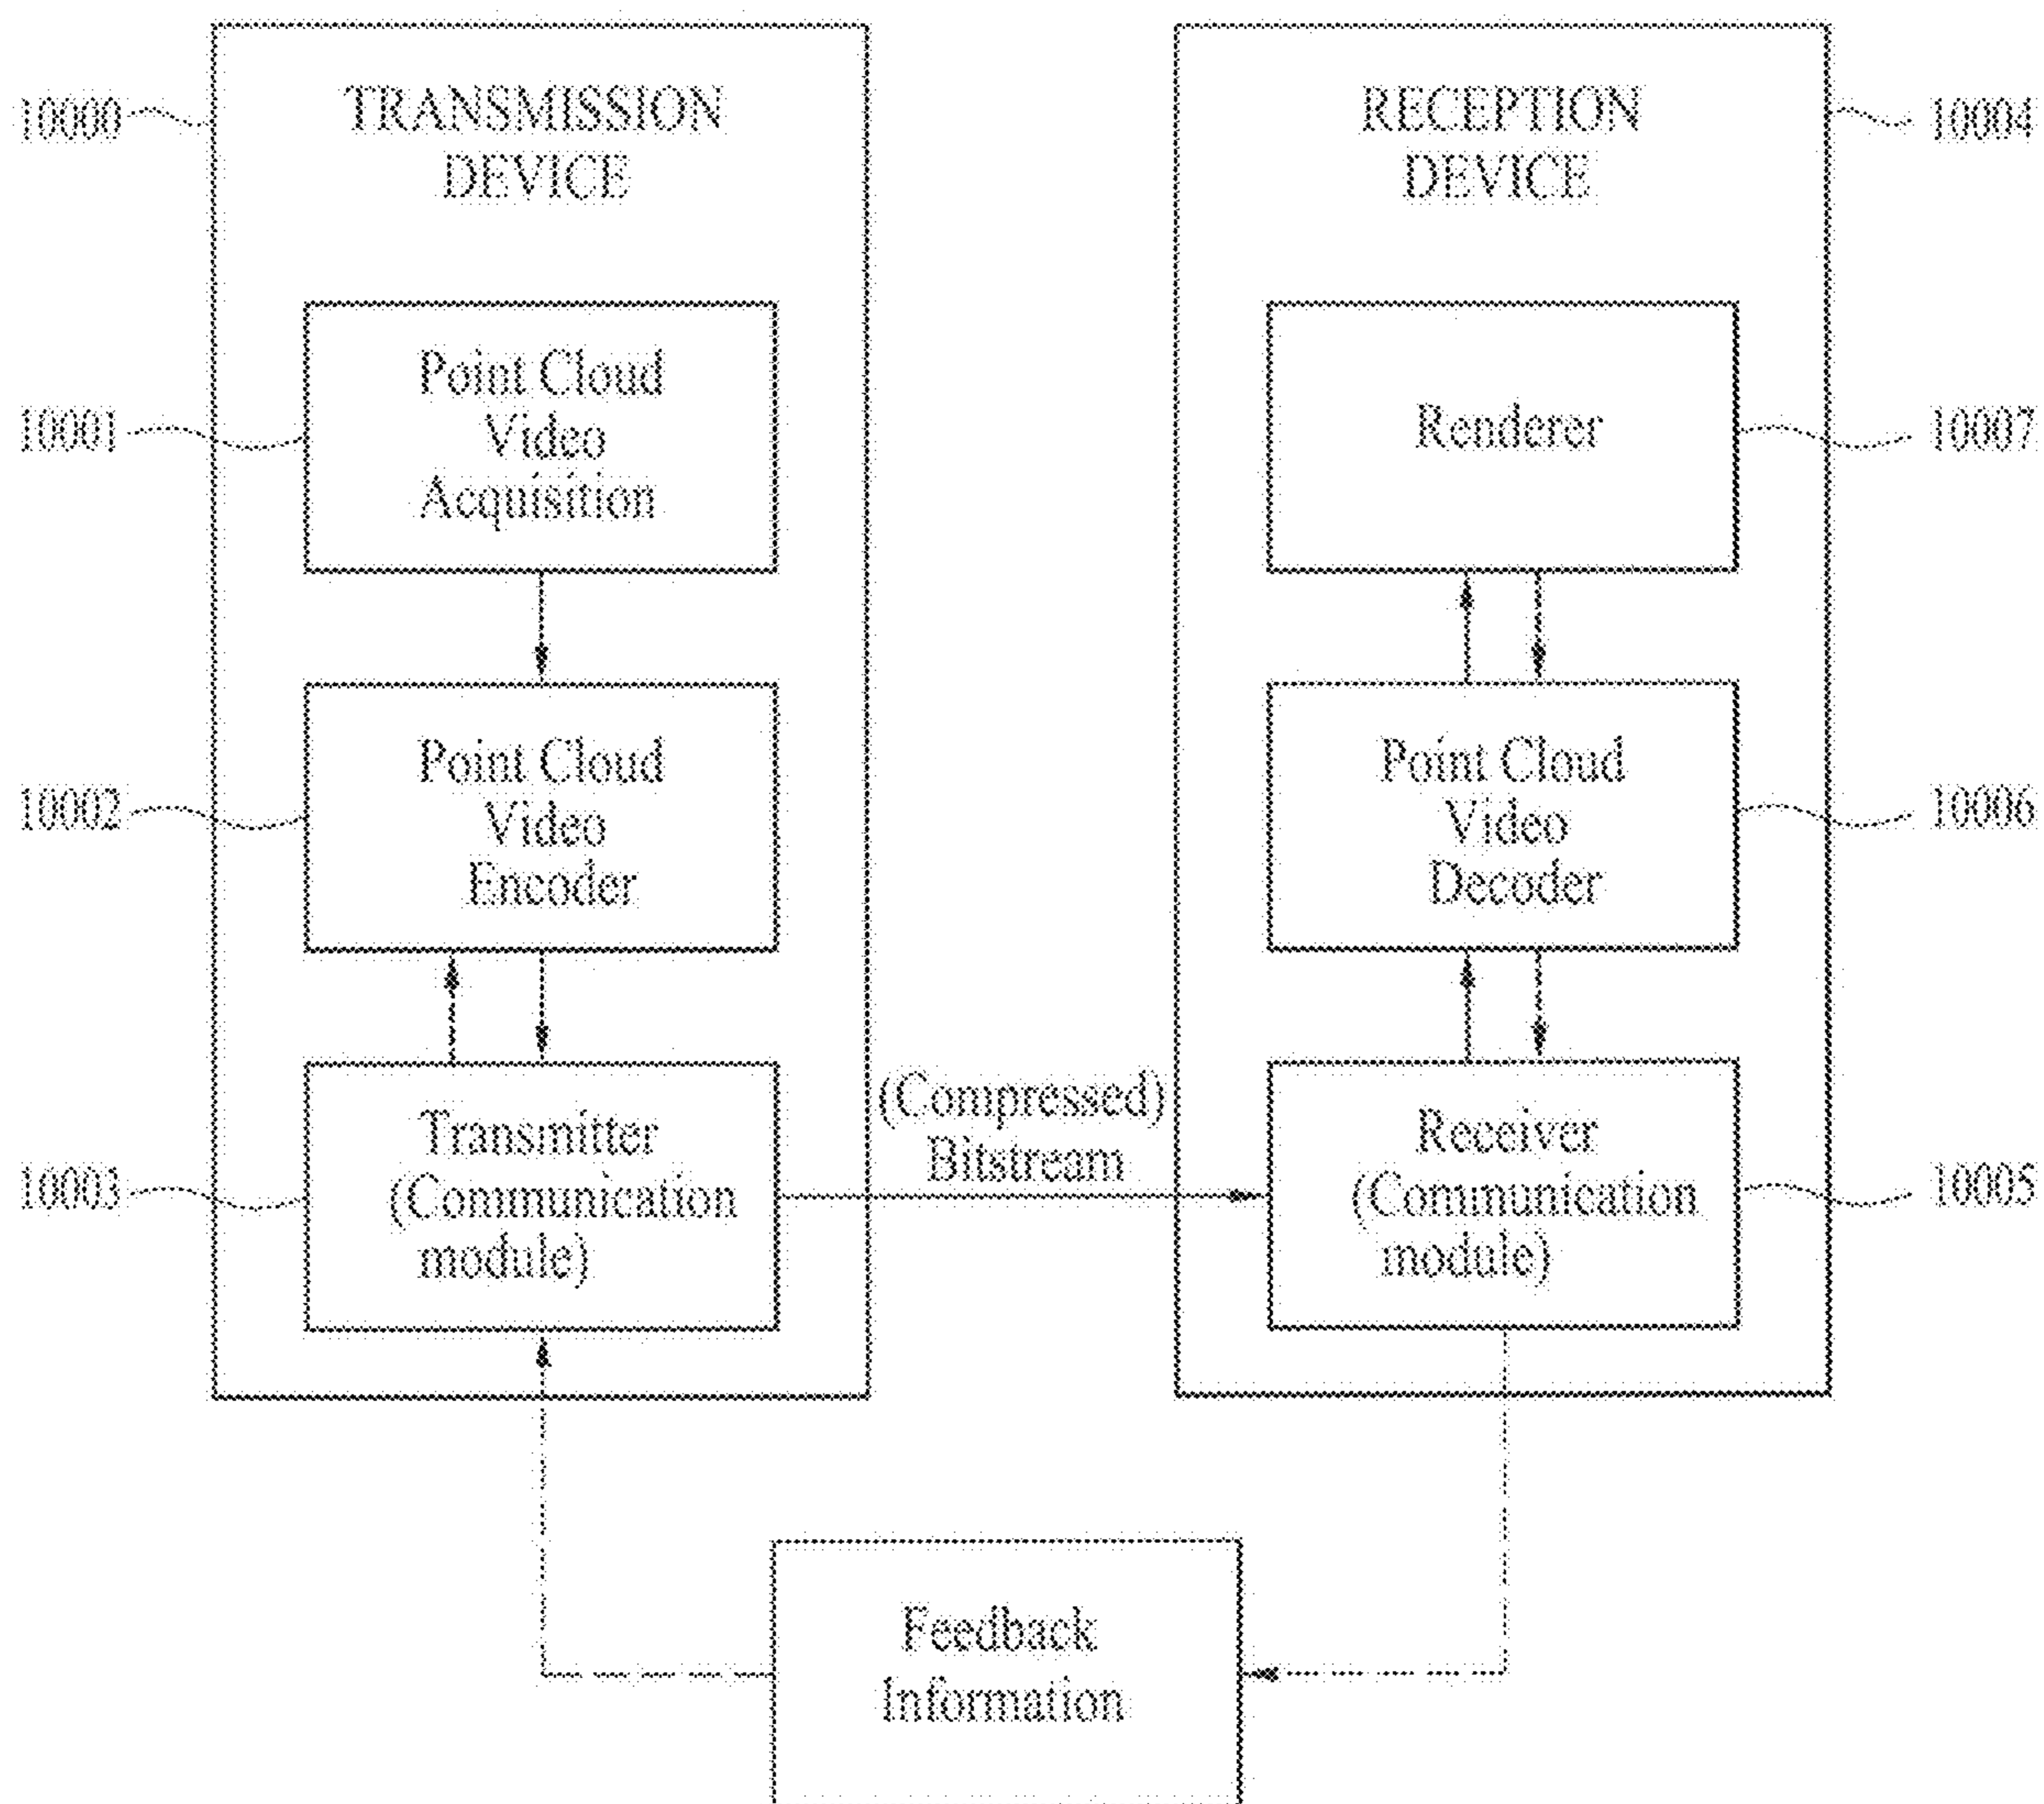 10000
TRANSMISSION
DEVICE
10001
Point Cloud
Video
Acquisition
10002
Point Cloud
Video
Encoder
10003
Transmitter
(Communication
module)
(Compressed)
Bitstream
RECEPTION
DEVICE
10004
Renderer
10007
Point Cloud
Video
Decoder
10006
Receiver
(Communication
module)
10005
Feedback
Information